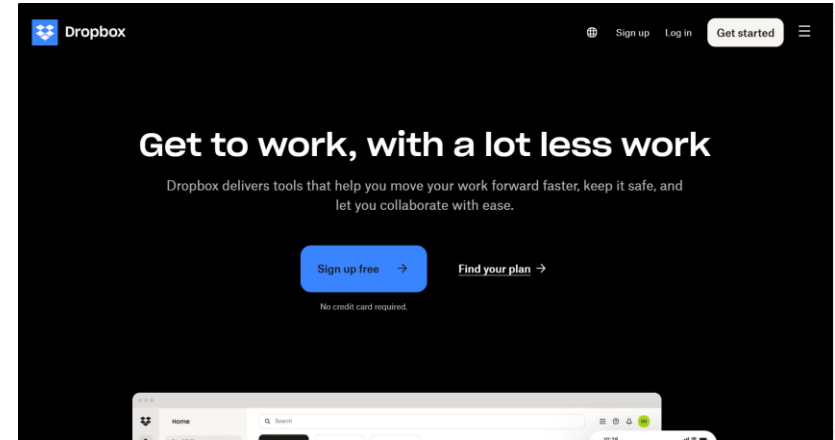 Dropbox
Sign up Log in Get started
Get to work, with a lot less work
Dropbox delivers tools that help you move your work forward faster, keep it safe, and
let you collaborate with ease.
Sign up free → Find your plan →
No credit card required.
Home Search